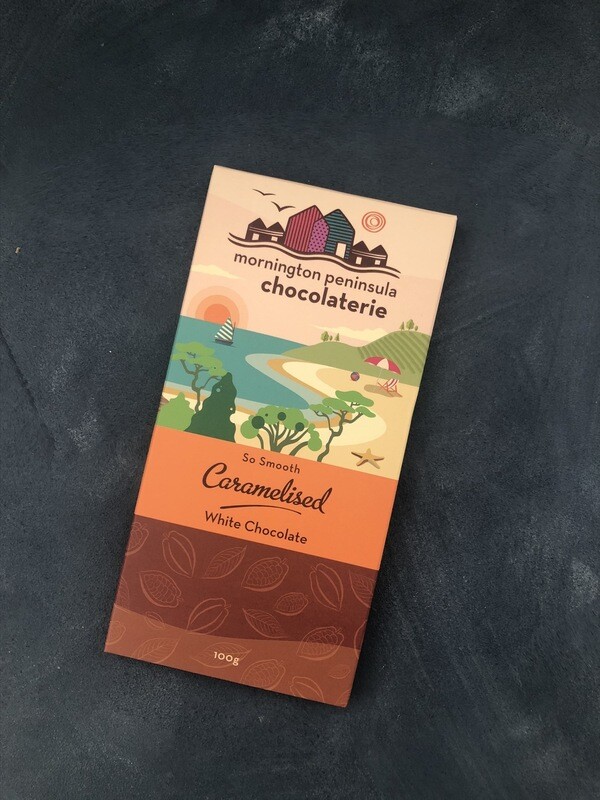 mornington peninsula
chocolaterie
So Smooth
Caramelised
White Chocolate
100g